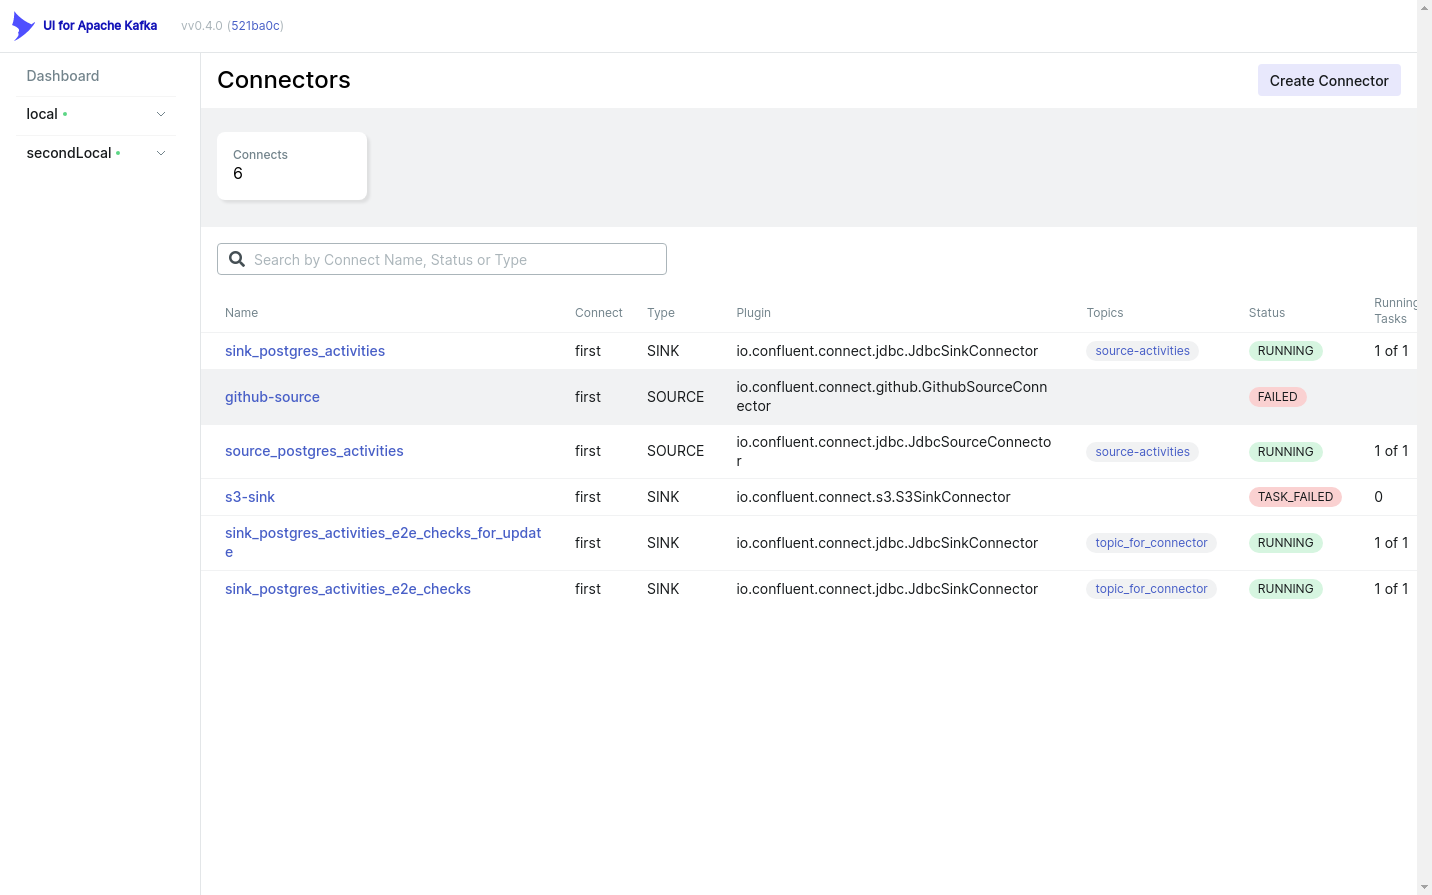 UI for Apache Kafka vv0.4.0 (521ba0c)
Dashboard
local
secondLocal
Connectors
Create Connector
Connects
6
Search by Connect Name, Status or Type
Name Connect Type Plugin Topics Status Running
Tasks
sink_postgres_activities first SINK io.confluent.connect.jdbc.JdbcSinkConnector source-activities RUNNING 1 of 1
github-source first SOURCE io.confluent.connect.github.GithubSourceConn
ector FAILED
source_postgres_activities first SOURCE io.confluent.connect.jdbc.JdbcSourceConnecto
r source-activities RUNNING 1 of 1
s3-sink first SINK io.confluent.connect.s3.S3SinkConnector TASK_FAILED 0
sink_postgres_activities_e2e_checks_for_updat
e first SINK io.confluent.connect.jdbc.JdbcSinkConnector topic_for_connector RUNNING 1 of 1
sink_postgres_activities_e2e_checks first SINK io.confluent.connect.jdbc.JdbcSinkConnector topic_for_connector RUNNING 1 of 1